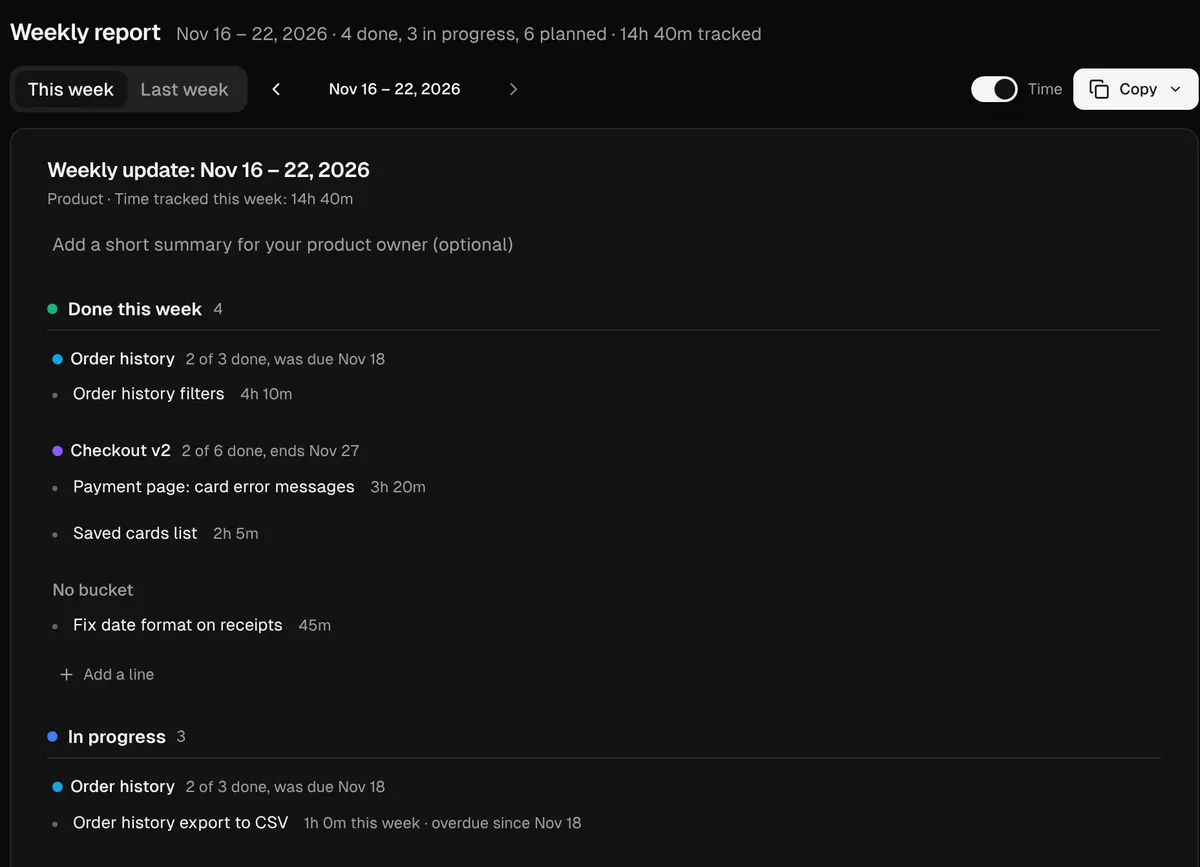 Weekly report Nov 16 – 22, 2026 · 4 done, 3 in progress, 6 planned · 14h 40m tracked
This week Last week Nov 16 – 22, 2026 Time Copy
Weekly update: Nov 16 – 22, 2026
Product · Time tracked this week: 14h 40m
Add a short summary for your product owner (optional)
Done this week 4
Order history 2 of 3 done, was due Nov 18
Order history filters 4h 10m
Checkout v2 2 of 6 done, ends Nov 27
Payment page: card error messages 3h 20m
Saved cards list 2h 5m
No bucket
Fix date format on receipts 45m
Add a line
In progress 3
Order history 2 of 3 done, was due Nov 18
Order history export to CSV 1h 0m this week · overdue since Nov 18